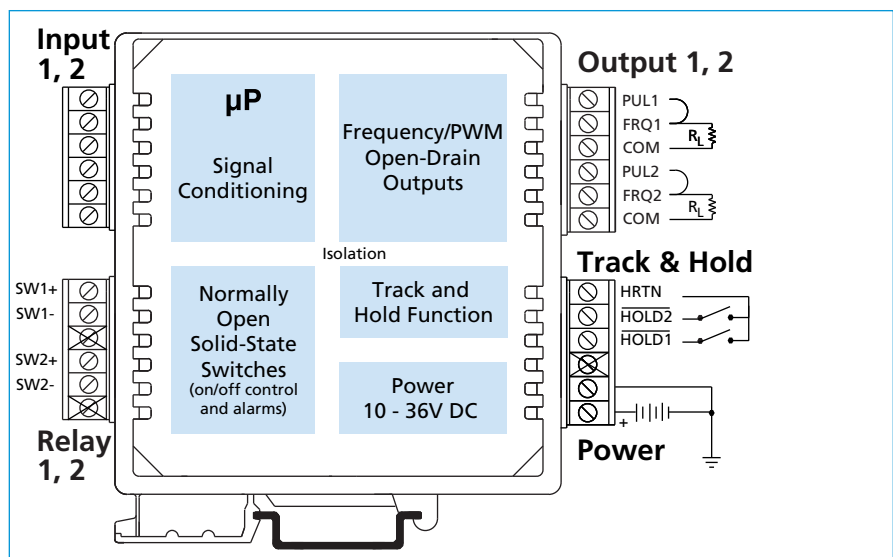 Input
1, 2
µP
Signal
Conditioning
Frequency/PWM
Open-Drain
Outputs
Output 1, 2
PUL1
FRQ1
COM
RL
PUL2
FRQ2
COM
RL
Isolation
SW1+
SW1-
SW2+
SW2-
Relay
1, 2
Normally
Open
Solid-State
Switches
(on/off control
and alarms)
Track and
Hold Function
Power
10 - 36V DC
Track & Hold
HRTN
HOLD2
HOLD1
+
Power